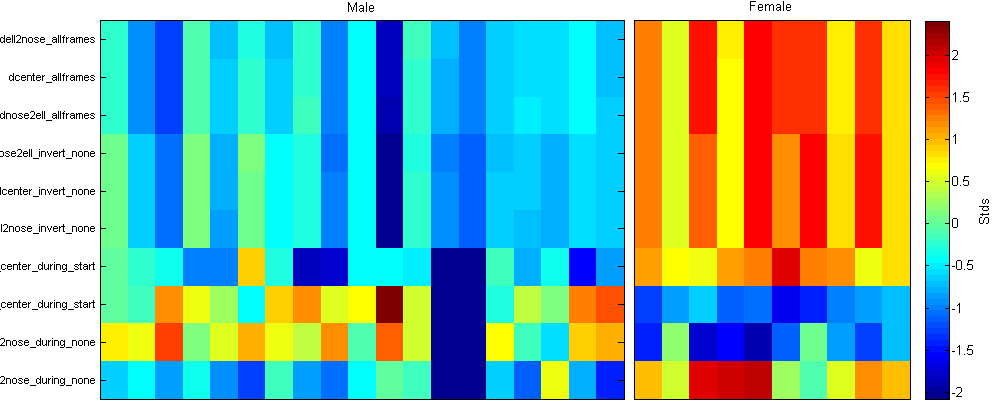 Male
Female
dell2nose_allframes
dcenter_allframes
dnose2ell_allframes
ose2ell_invert_none
center_invert_none
l2nose_invert_none
center_during_start
center_during_start
2nose_during_none
2nose_during_none
2
1.5
1
0.5
0
-0.5
-1
-1.5
-2
Stds